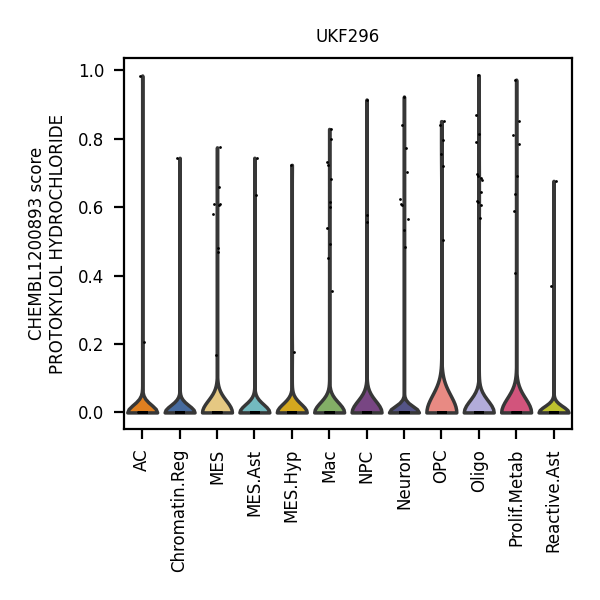 UKF296
CHEMBL1200893 score
PROTOKYLOL HYDROCHLORIDE
1.0
0.8
0.6
0.4
0.2
0.0
AC
Chromatin.Reg
MES
MES.Ast
MES.Hyp
Mac
NPC
Neuron
OPC
Oligo
Prolif.Metab
Reactive.Ast